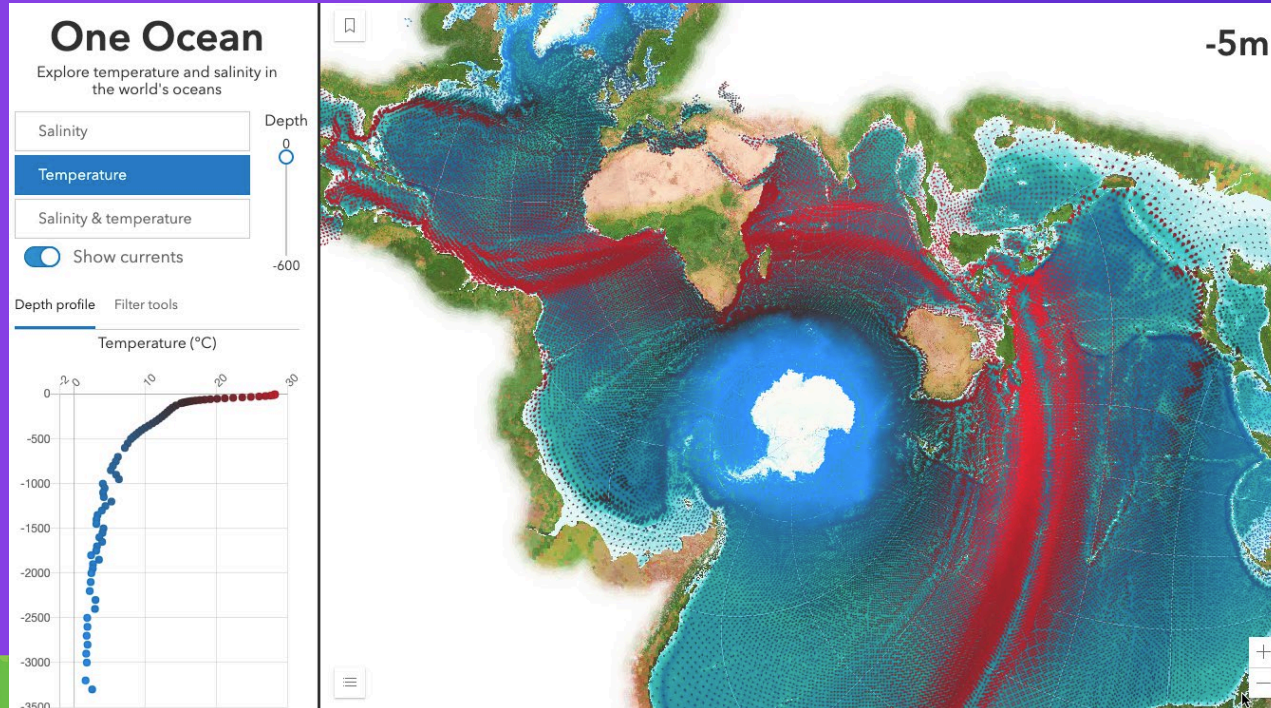 One Ocean
Explore temperature and salinity in
the world's oceans
Salinity
Temperature
Salinity & temperature
Show currents
Depth
0
-600
Depth profile
Filter tools
Temperature (°C)
-2 0 10 20 30
0
-500
-1000
-1500
-2000
-2500
-3000
-3500
-5m